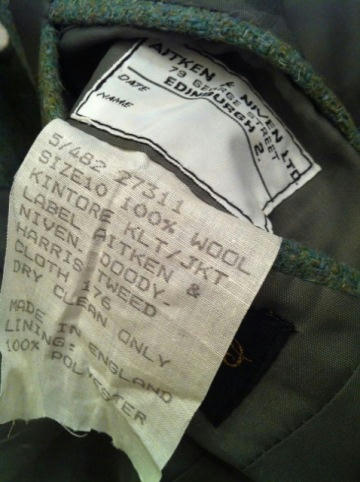 AITKEN & NIVEN LTD
79 GEORGE STREET
EDINBURGH 2.
DATE
NAME
5/482 27311
SIZE10 100% WOOL
KINTORE KLT/JKT
LABEL AITKEN &
NIVEN. DOODY.
HARRIS TWEED
CLOTH 1/6
DRY CLEAN ONLY
MADE IN ENGLAND
LINING:
100% POLYESTER